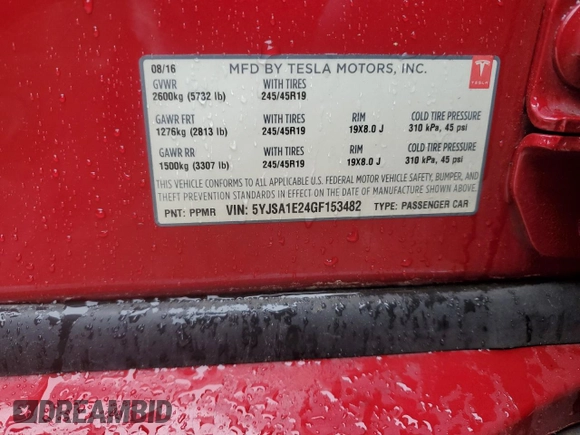 08/16 MFD BY TESLA MOTORS, INC.
TESLA
GVWR WITH TIRES
2600kg (5732 lb) 245/45R19
GAWR FRT WITH TIRES RIM COLD TIRE PRESSURE
1276kg (2813 lb) 245/45R19 19X8.0 J 310 kPa, 45 psi
GAWR RR WITH TIRES RIM COLD TIRE PRESSURE
1500kg (3307 lb) 245/45R19 19X8.0 J 310 kPa, 45 psi
THIS VEHICLE CONFORMS TO ALL APPLICABLE U.S. FEDERAL MOTOR VEHICLE SAFETY, BUMPER, AND
THEFT PREVENTION STANDARDS IN EFFECT ON THE DATE OF MANUFACTURE SHOWN ABOVE.
PNT: PPMR VIN: 5YJSA1E24GF153482 TYPE: PASSENGER CAR
DREAMBID